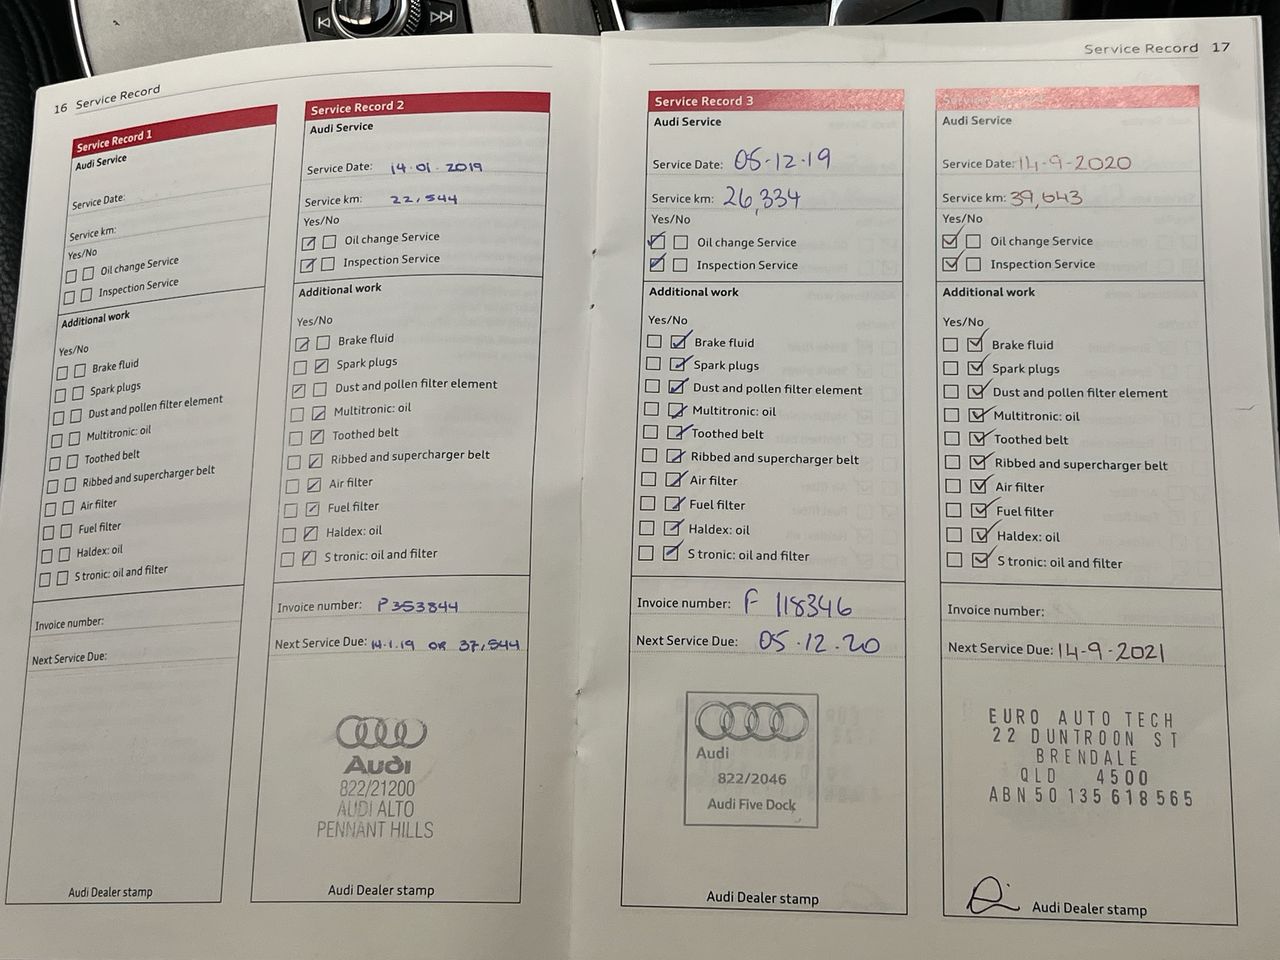 16 Service Record
Service Record 1
Audi Service
Service Date:
Service km:
Yes/No
Oil change Service
Inspection Service
Additional work
Yes/No
Brake fluid
Spark plugs
Dust and pollen filter element
Multitronic: oil
Toothed belt
Ribbed and supercharger belt
Air filter
Fuel filter
Haldex: oil
S tronic: oil and filter
Invoice number:
Next Service Due:
Audi Dealer stamp
Service Record 2
Audi Service
Service Date: 14.01.2019
Service km: 22,544
Yes/No
Oil change Service
Inspection Service
Additional work
Yes/No
Brake fluid
Spark plugs
Dust and pollen filter element
Multitronic: oil
Toothed belt
Ribbed and supercharger belt
Air filter
Fuel filter
Haldex: oil
S tronic: oil and filter
Invoice number: P353844
Next Service Due: 14.1.19 OR 37,544
Audi
822/21200
AUDI ALTO
PENNANT HILLS
Audi Dealer stamp
Service Record 17
Service Record 3
Audi Service
Service Date: 05.12.19
Service km: 26,334
Yes/No
Oil change Service
Inspection Service
Additional work
Yes/No
Brake fluid
Spark plugs
Dust and pollen filter element
Multitronic: oil
Toothed belt
Ribbed and supercharger belt
Air filter
Fuel filter
Haldex: oil
S tronic: oil and filter
Invoice number: F 118346
Next Service Due: 05.12.20
Audi
822/2046
Audi Five Dock
Audi Dealer stamp
Audi Service
Service Date: 14-9-2020
Service km: 39,643
Yes/No
Oil change Service
Inspection Service
Additional work
Yes/No
Brake fluid
Spark plugs
Dust and pollen filter element
Multitronic: oil
Toothed belt
Ribbed and supercharger belt
Air filter
Fuel filter
Haldex: oil
S tronic: oil and filter
Invoice number:
Next Service Due: 14-9-2021
EURO AUTO TECH
22 DUNTROON ST
BRENDALE
QLD 4500
ABN 50 135 618 565
Audi Dealer stamp